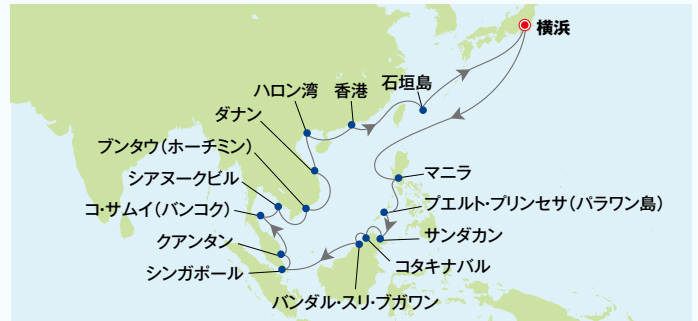 横浜
石垣島
香港
ハロン湾
ダナン
ブンタウ（ホーチミン）
シアヌークビル
コ・サムイ（バンコク）
クアンタン
シンガポール
マニラ
プエルト・プリンセサ（パラワン島）
サンダカン
コタキナバル
バンダル・スリ・ブガワン